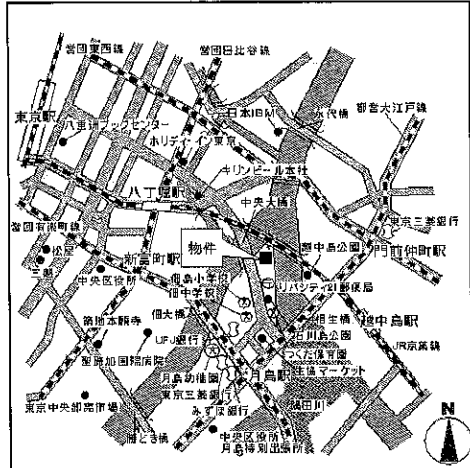 営団東西線
営団日比谷線
東京駅
八重洲ブックセンター
日本IBM
永代橋
都営大江戸線
ホリデイ・イン東京
キリンビール本社
八丁堀駅
中央大橋
東京三菱銀行
営団有楽町線
松屋
三越
新富町駅
物件
越中島公園
門前仲町駅
中央区役所
佃島小学校
佃中学校
リバシティ21郵便局
築地本願寺
佃大橋
相生橋
越中島駅
UFJ銀行
石川島公園
つくだ保育園
JR京葉線
聖路加国際病院
月島幼稚園
月島駅
生協マーケット
東京三菱銀行
東京中央卸売市場
みずほ銀行
隅田川
勝どき橋
中央区役所
月島特別出張所
N